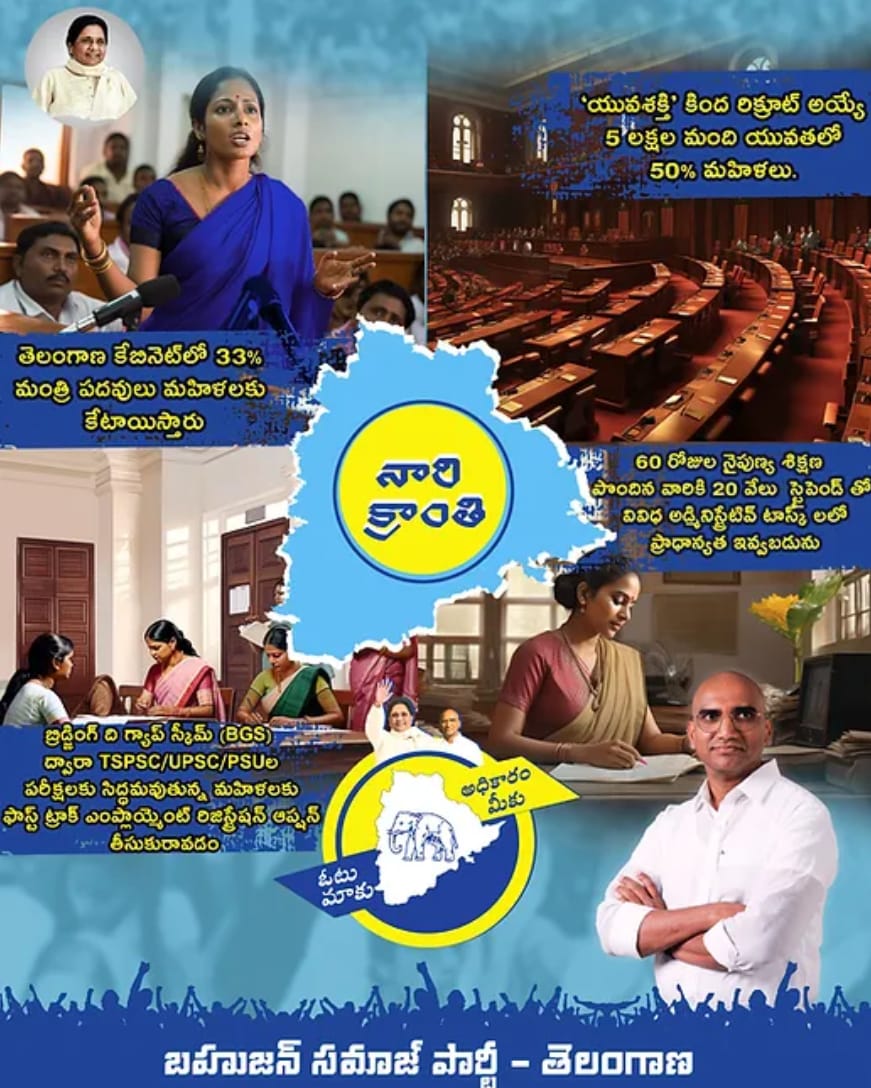 'యువశక్తి' కింద రిక్రూట్ అయ్యే
5 లక్షల మంది యువతలో
50% మహిళలు.
తెలంగాణ కేబినెట్‌లో 33%
మంత్రి పదవులు మహిళలకు
కేటాయిస్తారు
నారి
క్రాంతి
60 రోజుల నైపుణ్య శిక్షణ
పొందిన వారికి 20 వేలు స్టైపెండ్ తో
వివిధ అడ్మినిస్ట్రేటివ్ టాస్క్ లలో
ప్రాధాన్యత ఇవ్వబడును
బ్రిడ్జింగ్ ది గ్యాప్ స్కీమ్ (BGS)
ద్వారా TSPSC/UPSC/PSUల
పరీక్షలకు సిద్ధమవుతున్న మహిళలకు
ఫాస్ట్ ట్రాక్ ఎంప్లాయ్మెంట్ రిజిస్ట్రేషన్ ఆప్షన్
తీసుకురావడం
అధికారం
మీకు
ఓటు
మాకు
బహుజన్ సమాజ్ పార్టీ - తెలంగాణ